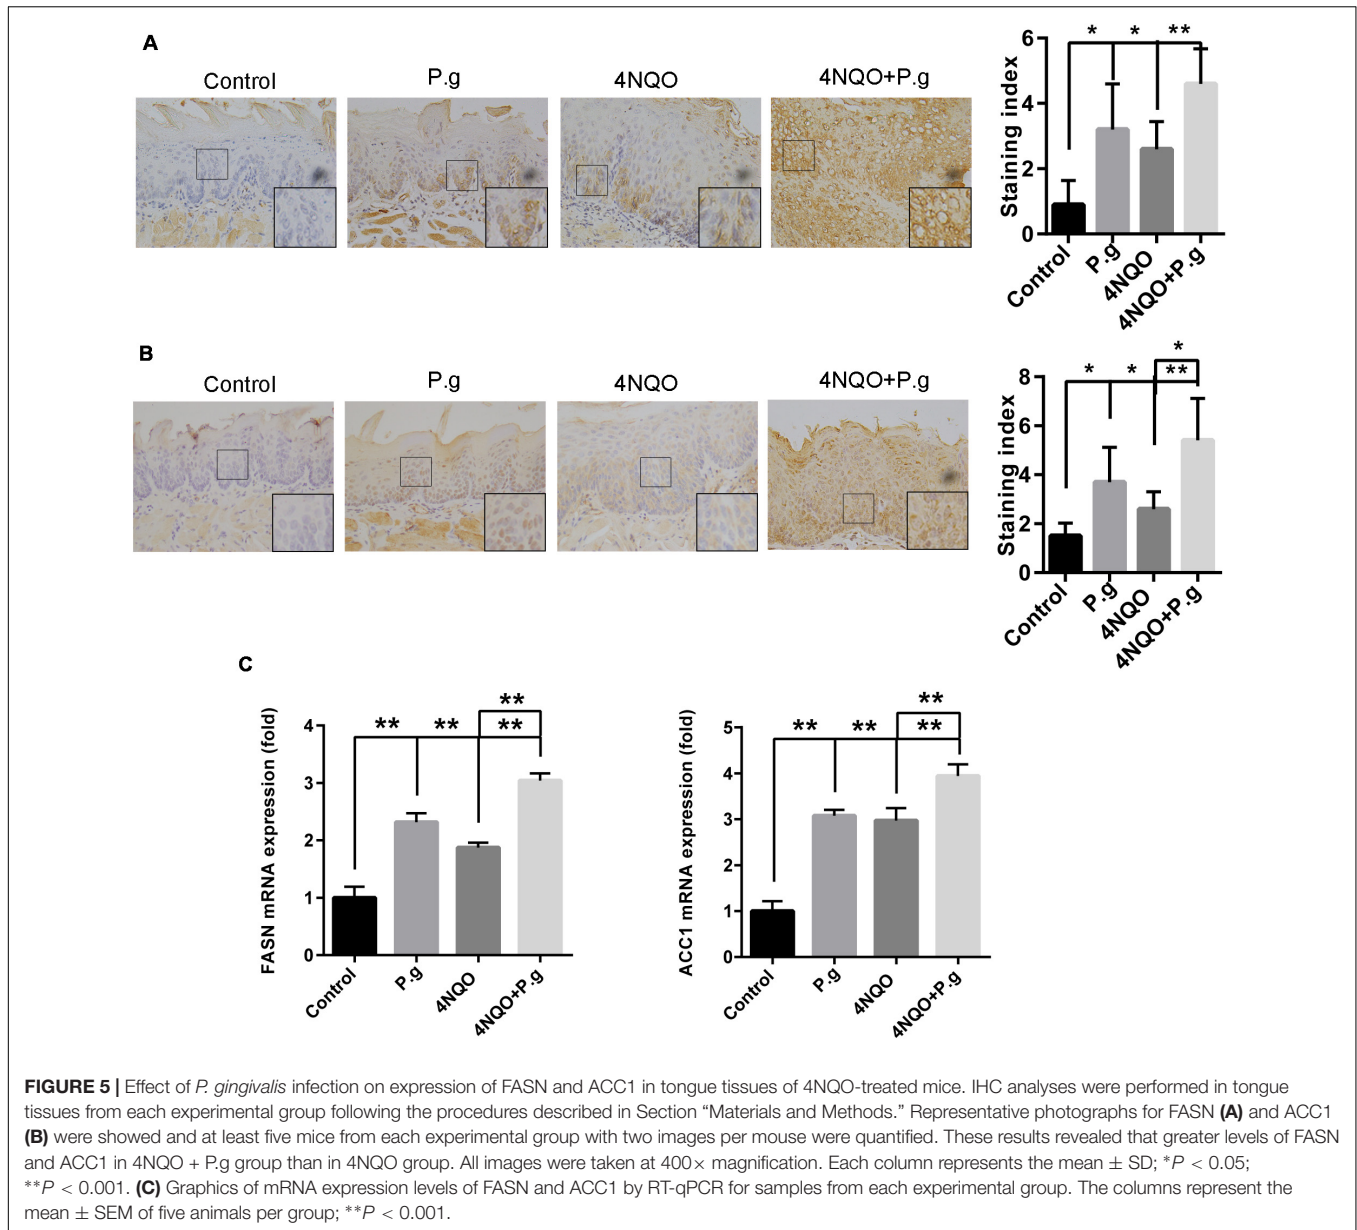 A
Control
P.g
4NQO
4NQO+P.g
Staining index
6
4
2
0
* * **
Control
P.g
4NQO
4NQO+P.g
B
Control
P.g
4NQO
4NQO+P.g
Staining index
8
6
4
2
0
*
* * **
Control
P.g
4NQO
4NQO+P.g
C
FASN mRNA expression (fold)
4
3
2
1
0
**
** ** **
Control
P.g
4NQO
4NQO+P.g
ACC1 mRNA expression (fold)
5
4
3
2
1
0
**
** ** **
Control
P.g
4NQO
4NQO+P.g
FIGURE 5 | Effect of P. gingivalis infection on expression of FASN and ACC1 in tongue tissues of 4NQO-treated mice. IHC analyses were performed in tongue
tissues from each experimental group following the procedures described in Section “Materials and Methods.” Representative photographs for FASN (A) and ACC1
(B) were showed and at least five mice from each experimental group with two images per mouse were quantified. These results revealed that greater levels of FASN
and ACC1 in 4NQO + P.g group than in 4NQO group. All images were taken at 400× magnification. Each column represents the mean ± SD; *P < 0.05;
**P < 0.001. (C) Graphics of mRNA expression levels of FASN and ACC1 by RT-qPCR for samples from each experimental group. The columns represent the
mean ± SEM of five animals per group; **P < 0.001.